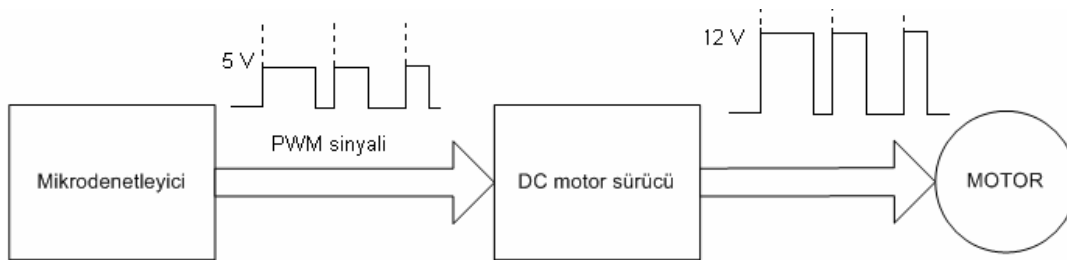 5 V
12 V
PWM sinyali
Mikrodenetleyici
DC motor sürücü
MOTOR